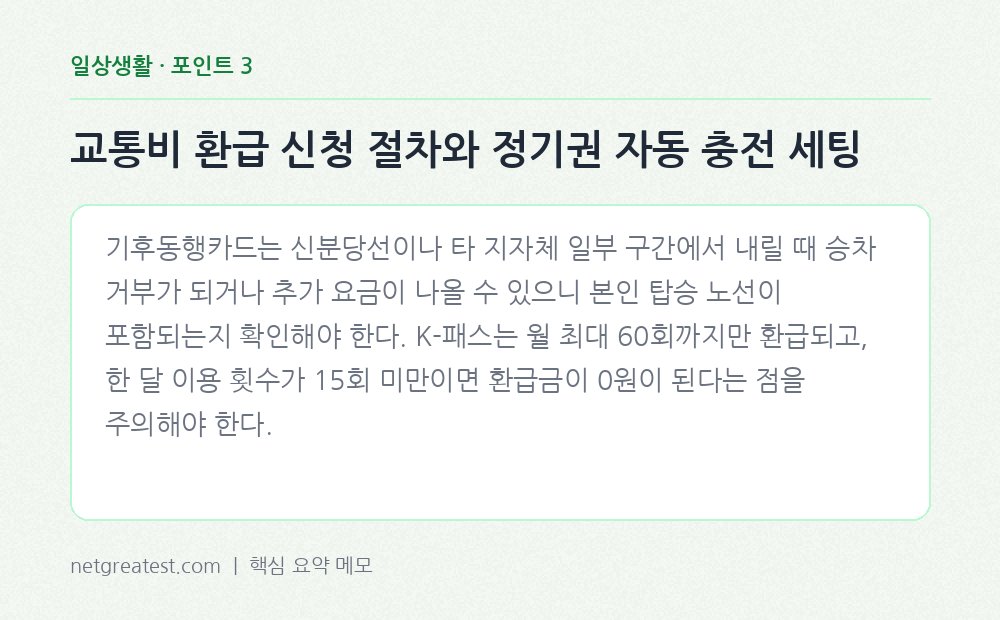 일상생활 · 포인트 3
교통비 환급 신청 절차와 정기권 자동 충전 세팅
기후동행카드는 신분당선이나 타 지자체 일부 구간에서 내릴 때 승차
거부가 되거나 추가 요금이 나올 수 있으니 본인 탑승 노선이
포함되는지 확인해야 한다. K-패스는 월 최대 60회까지만 환급되고,
한 달 이용 횟수가 15회 미만이면 환급금이 0원이 된다는 점을
주의해야 한다.
netgreatest.com | 핵심 요약 메모